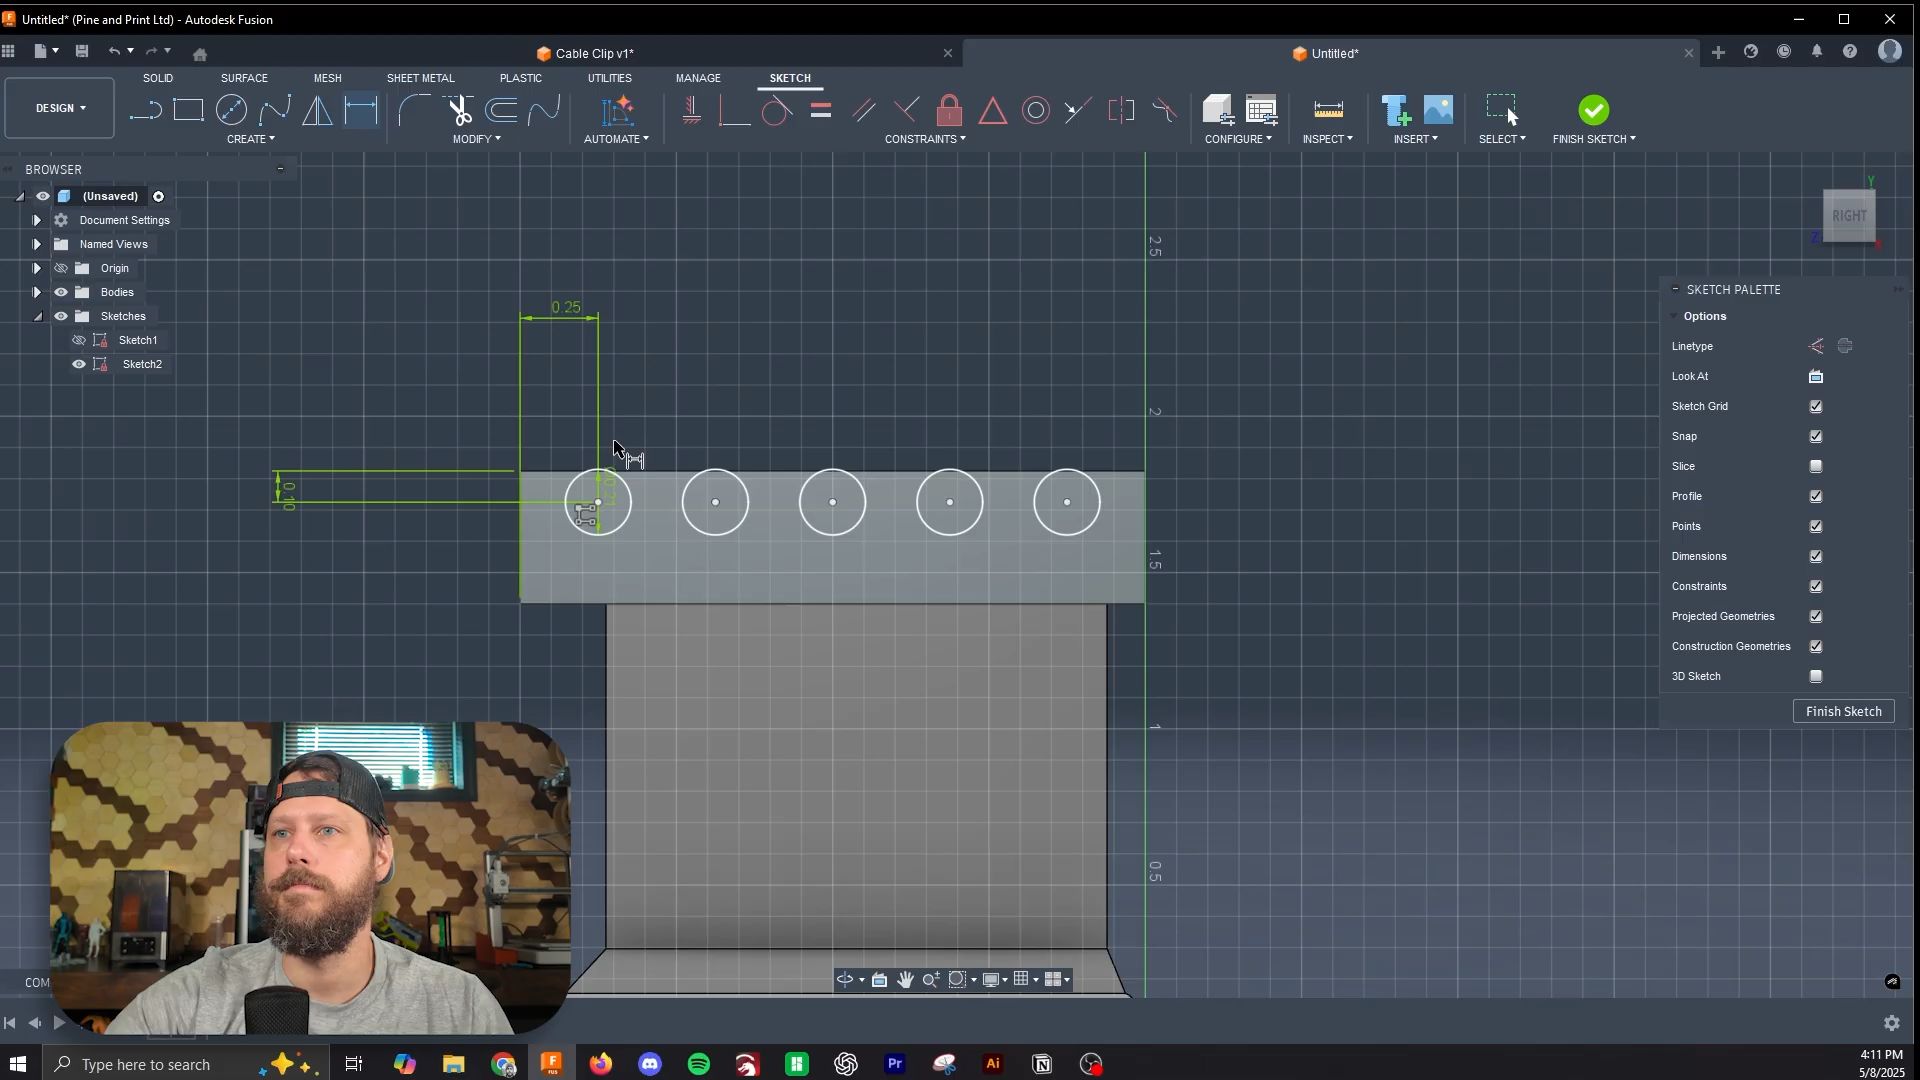 Untitled* (Pine and Print Ltd) - Autodesk Fusion
Cable Clip v1*
Untitled*
SOLID
SURFACE
MESH
SHEET METAL
PLASTIC
UTILITIES
MANAGE
SKETCH
DESIGN
CREATE
MODIFY
AUTOMATE
CONSTRAINTS
CONFIGURE
INSPECT
INSERT
SELECT
FINISH SKETCH
BROWSER
(Unsaved)
Document Settings
Named Views
Origin
Bodies
Sketches
Sketch1
Sketch2
Y
RIGHT
Z
X
2.5
2
1.5
1
0.5
0.25
0.10
SKETCH PALETTE
Options
Linetype
Look At
Sketch Grid
Snap
Slice
Profile
Points
Dimensions
Constraints
Projected Geometries
Construction Geometries
3D Sketch
Finish Sketch
COM
Type here to search
FUS
Pr
Ai
4:11 PM
5/8/2025